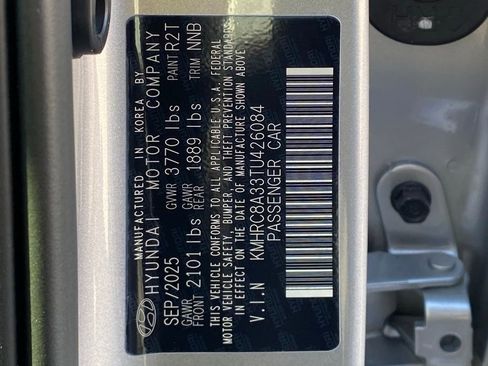 MANUFACTURED IN KOREA BY
HYUNDAI MOTOR COMPANY
SEP/2025 GVWR 3770 lbs PAINT R2T
GAWR FRONT 2101 lbs GAWR REAR 1889 lbs TRIM NNB
THIS VEHICLE CONFORMS TO ALL APPLICABLE U.S.A. FEDERAL
MOTOR VEHICLE SAFETY, BUMPER, AND THEFT PREVENTION STANDARDS
IN EFFECT ON THE DATE OF MANUFACTURE SHOWN ABOVE
V.I.N KMHRC8A33TU426084
PASSENGER CAR